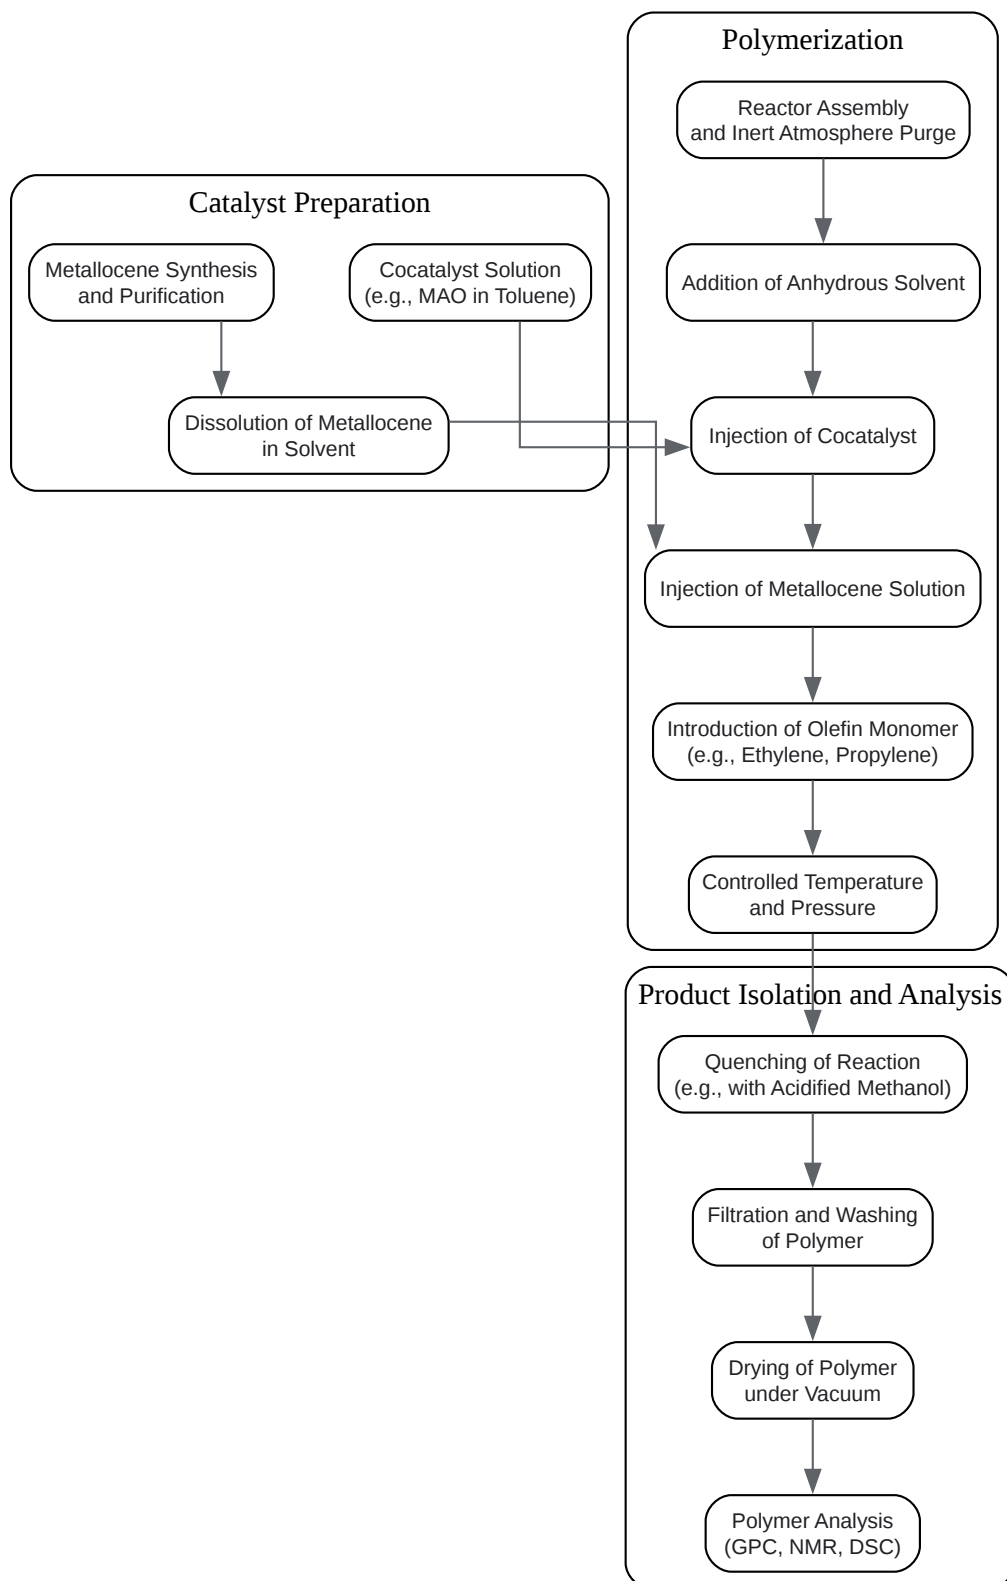 Polymerization
Reactor Assembly
and Inert Atmosphere Purge
Catalyst Preparation
Metallocene Synthesis
and Purification
Cocatalyst Solution
(e.g., MAO in Toluene)
Addition of Anhydrous Solvent
Dissolution of Metallocene
in Solvent
Injection of Cocatalyst
Injection of Metallocene Solution
Introduction of Olefin Monomer
(e.g., Ethylene, Propylene)
Controlled Temperature
and Pressure
Product Isolation and Analysis
Quenching of Reaction
(e.g., with Acidified Methanol)
Filtration and Washing
of Polymer
Drying of Polymer
under Vacuum
Polymer Analysis
(GPC, NMR, DSC)